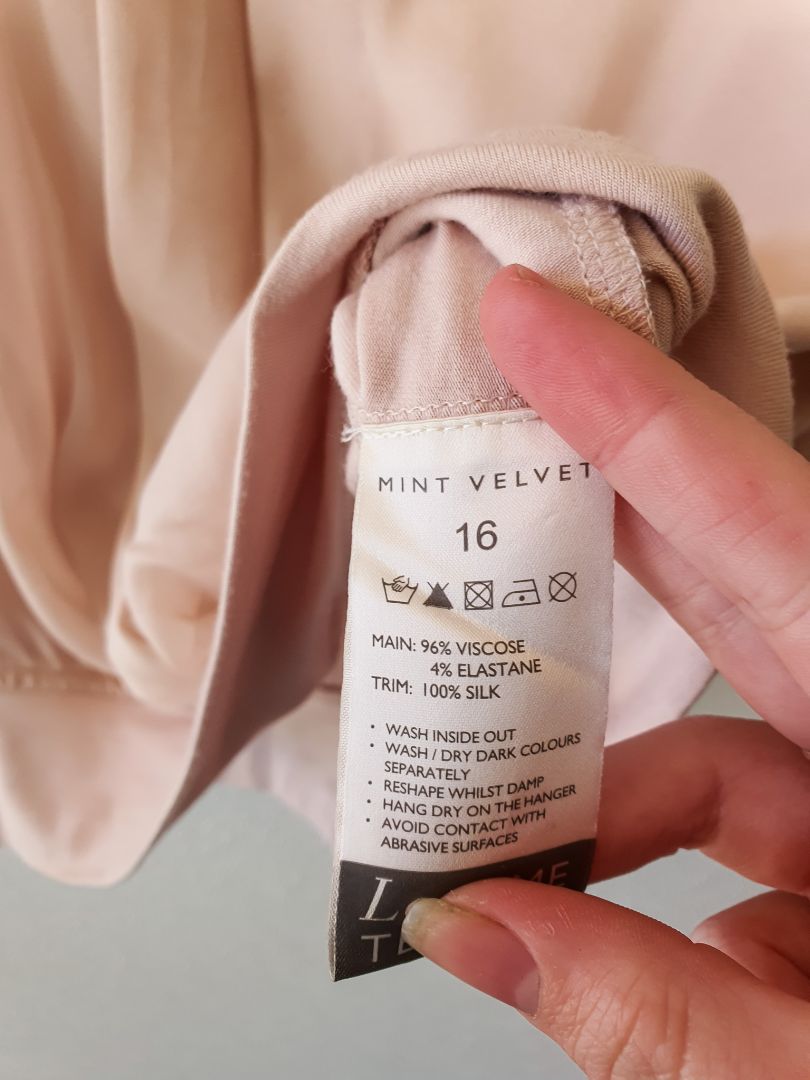 MINT VELVET
16
MAIN: 96% VISCOSE
4% ELASTANE
TRIM: 100% SILK
• WASH INSIDE OUT
• WASH / DRY DARK COLOURS
SEPARATELY
• RESHAPE WHILST DAMP
• HANG DRY ON THE HANGER
• AVOID CONTACT WITH
ABRASIVE SURFACES